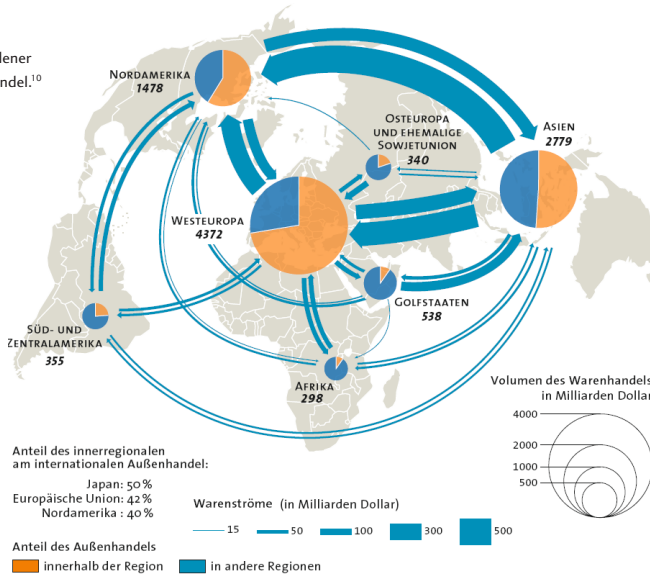 dener
andel.¹⁰
NORDAMERIKA
1478
OSTEUROPA
UND EHEMALIGE
SOWJETUNION
340
ASIEN
2779
WESTEUROPA
4372
GOLFSTAATEN
538
SÜD- UND
ZENTRALAMERIKA
355
AFRIKA
298
Volumen des Warenhandels
in Milliarden Dollar
4000
2000
1000
500
Anteil des innerregionalen
am internationalen Außenhandel:
Japan: 50 %
Europäische Union: 42 %
Nordamerika : 40 %
Warenströme (in Milliarden Dollar)
15 50 100 300 500
Anteil des Außenhandels
innerhalb der Region in andere Regionen